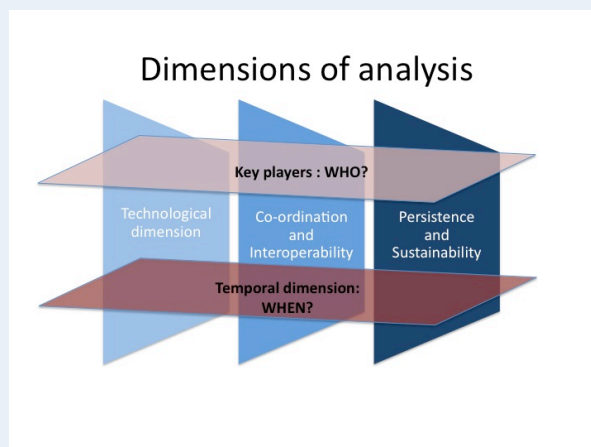 Dimensions of analysis
Key players : WHO?
Technological
dimension
Co-ordination
and
Interoperability
Persistence
and
Sustainability
Temporal dimension:
WHEN?